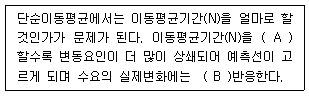 단순이동평균에서는 이동평균기간(N)을 얼마로 할
것인가가 문제가 된다. 이동평균기간(N)을 ( A )
할수록 변동요인이 더 많이 상쇄되어 예측선이 고
르게 되며 수요의 실제변화에는 ( B )반응한다.